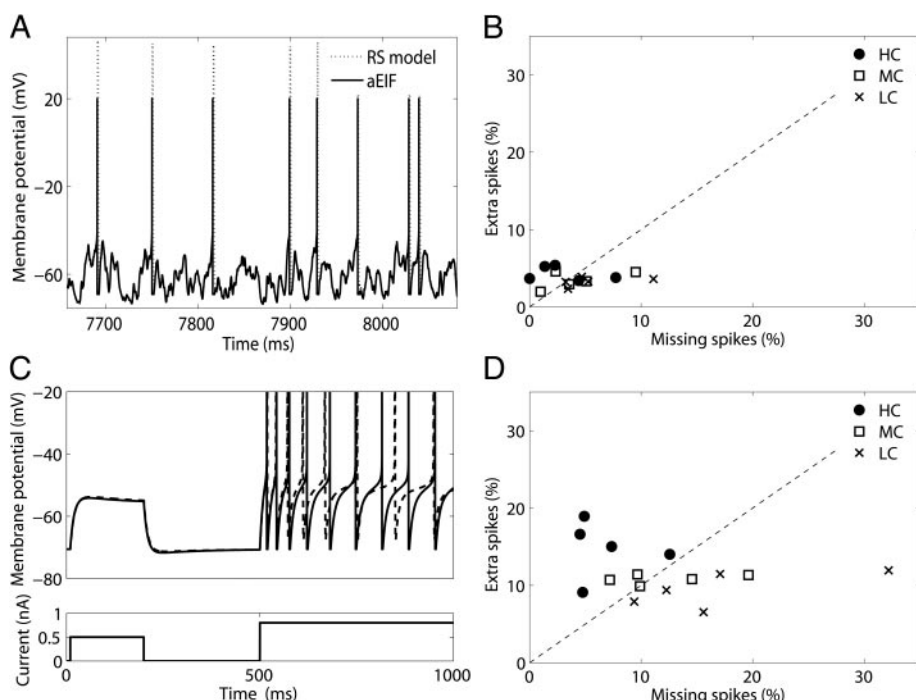 A
RS model
aEIF
Membrane potential (mV)
20
−20
−60
7700
7800
7900
8000
Time (ms)
B
HC
MC
LC
Extra spikes (%)
30
20
10
0
0
10
20
30
Missing spikes (%)
C
Membrane potential (mV)
−20
−40
−60
−80
Current (nA)
1
0.5
0
0
500
1000
Time (ms)
D
HC
MC
LC
Extra spikes (%)
30
20
10
0
0
10
20
30
Missing spikes (%)